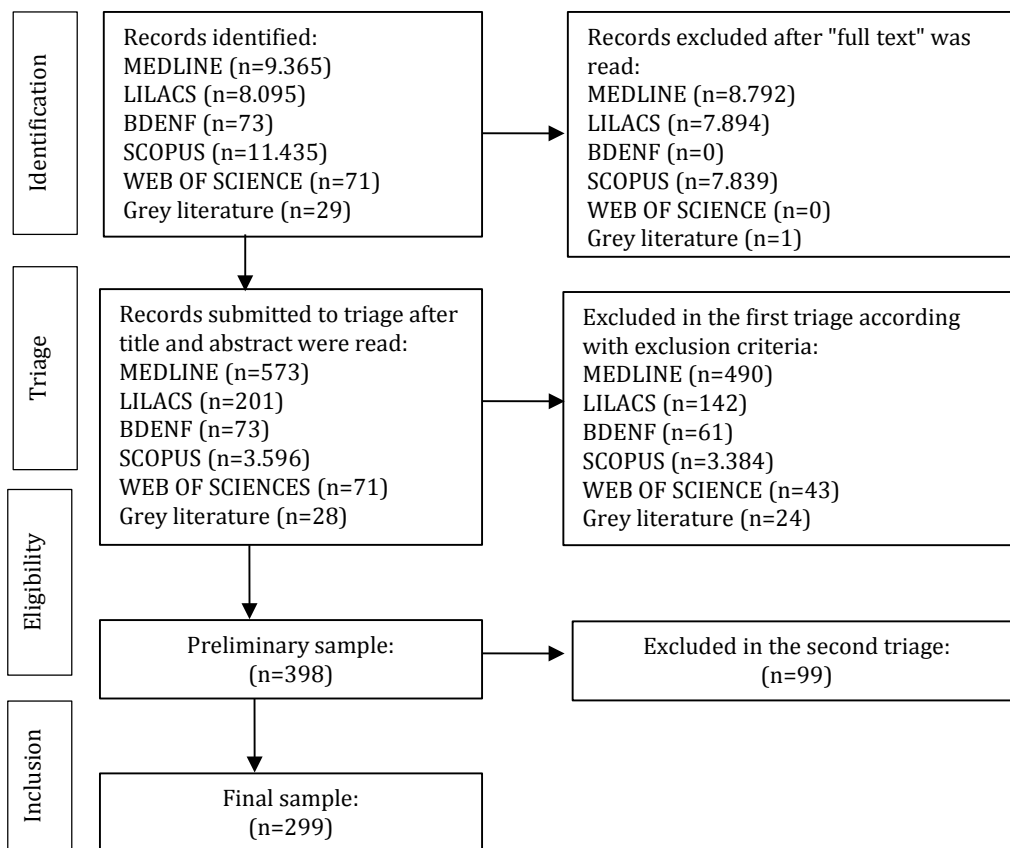 Identification
Records identified:
MEDLINE (n=9.365)
LILACS (n=8.095)
BDENF (n=73)
SCOPUS (n=11.435)
WEB OF SCIENCE (n=71)
Grey literature (n=29)
Records excluded after "full text" was
read:
MEDLINE (n=8.792)
LILACS (n=7.894)
BDENF (n=0)
SCOPUS (n=7.839)
WEB OF SCIENCE (n=0)
Grey literature (n=1)
Triage
Records submitted to triage after
title and abstract were read:
MEDLINE (n=573)
LILACS (n=201)
BDENF (n=73)
SCOPUS (n=3.596)
WEB OF SCIENCES (n=71)
Grey literature (n=28)
Excluded in the first triage according
with exclusion criteria:
MEDLINE (n=490)
LILACS (n=142)
BDENF (n=61)
SCOPUS (n=3.384)
WEB OF SCIENCE (n=43)
Grey literature (n=24)
Eligibility
Preliminary sample:
(n=398)
Excluded in the second triage:
(n=99)
Inclusion
Final sample:
(n=299)